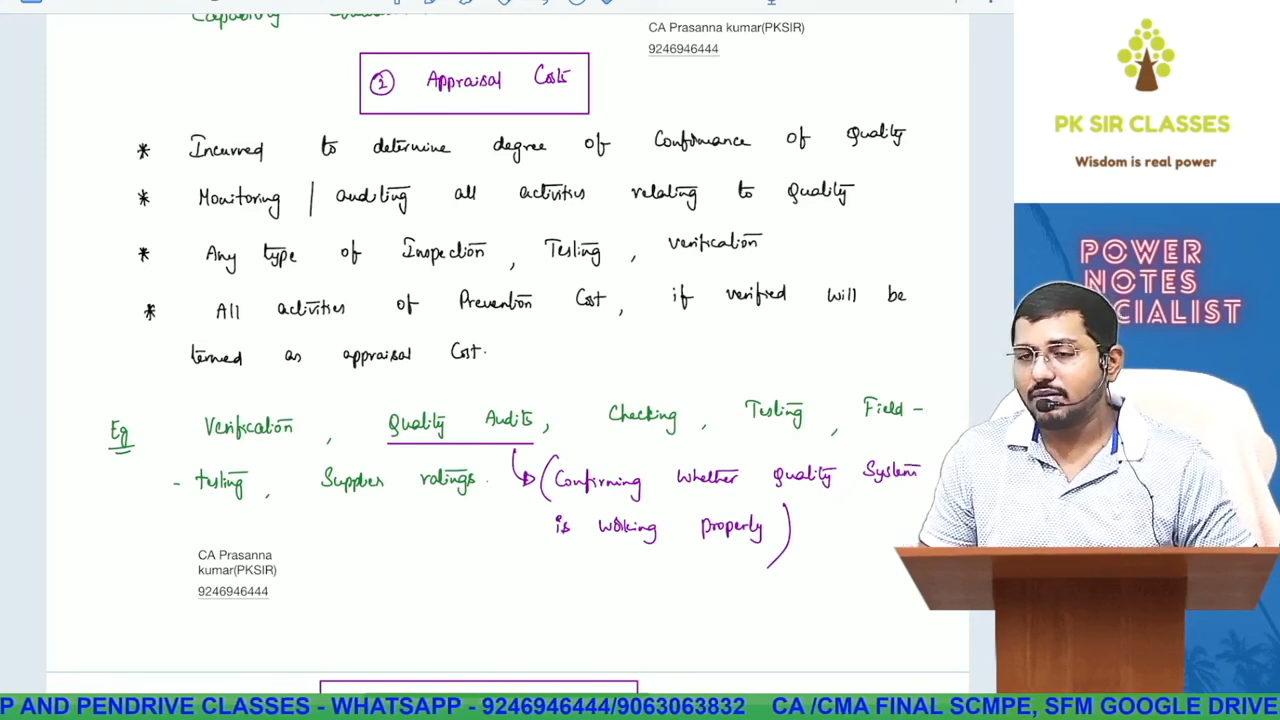 Capability
CA Prasanna kumar(PKSIR)
9246946444
② Appraisal Costs
* Incurred to determine degree of Conformance of Quality
* Monitoring / auditing all activities relating to Quality
* Any type of Inspection, Testing, verification
* All activities of Prevention Cost, if verified will be
termed as appraisal Cost.
Eg Verification, Quality Audits, Checking, Testing, Field-
- testing, Supplier ratings.
(Confirming whether Quality System
is working properly)
CA Prasanna
kumar(PKSIR)
9246946444
PK SIR CLASSES
Wisdom is real power
POWER
NOTES
CIALIST
P AND PENDRIVE CLASSES - WHATSAPP - 9246946444/9063063832 CA /CMA FINAL SCMPE, SFM GOOGLE DRIVE